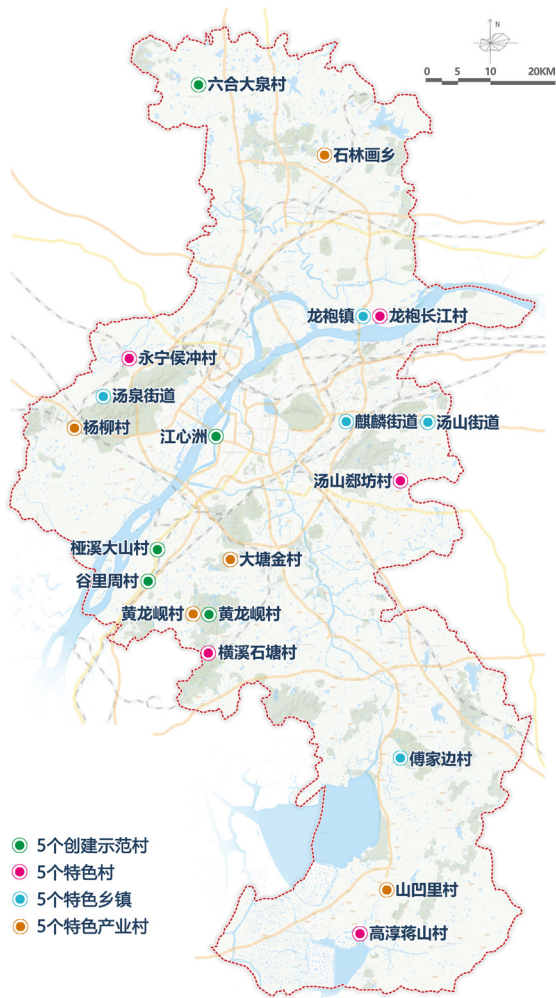 N
0 5 10 20KM
六合大泉村
石林画乡
龙袍镇 龙袍长江村
永宁侯冲村
汤泉街道
杨柳村
江心洲
麒麟街道 汤山街道
汤山郄坊村
桠溪大山村
谷里周村
大塘金村
黄龙岘村 黄龙岘村
横溪石塘村
傅家边村
山凹里村
高淳蒋山村
5个创建示范村
5个特色村
5个特色乡镇
5个特色产业村